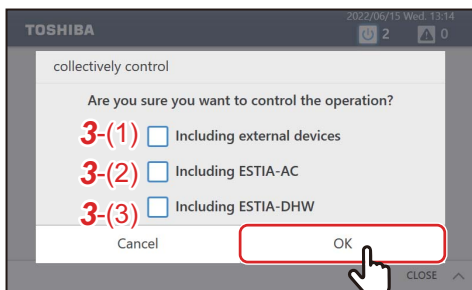 2022/06/15 Wed. 13:14
TOSHIBA
2 0
collectively control
Are you sure you want to control the operation?
3-(1) Including external devices
3-(2) Including ESTIA-AC
3-(3) Including ESTIA-DHW
Cancel OK
CLOSE